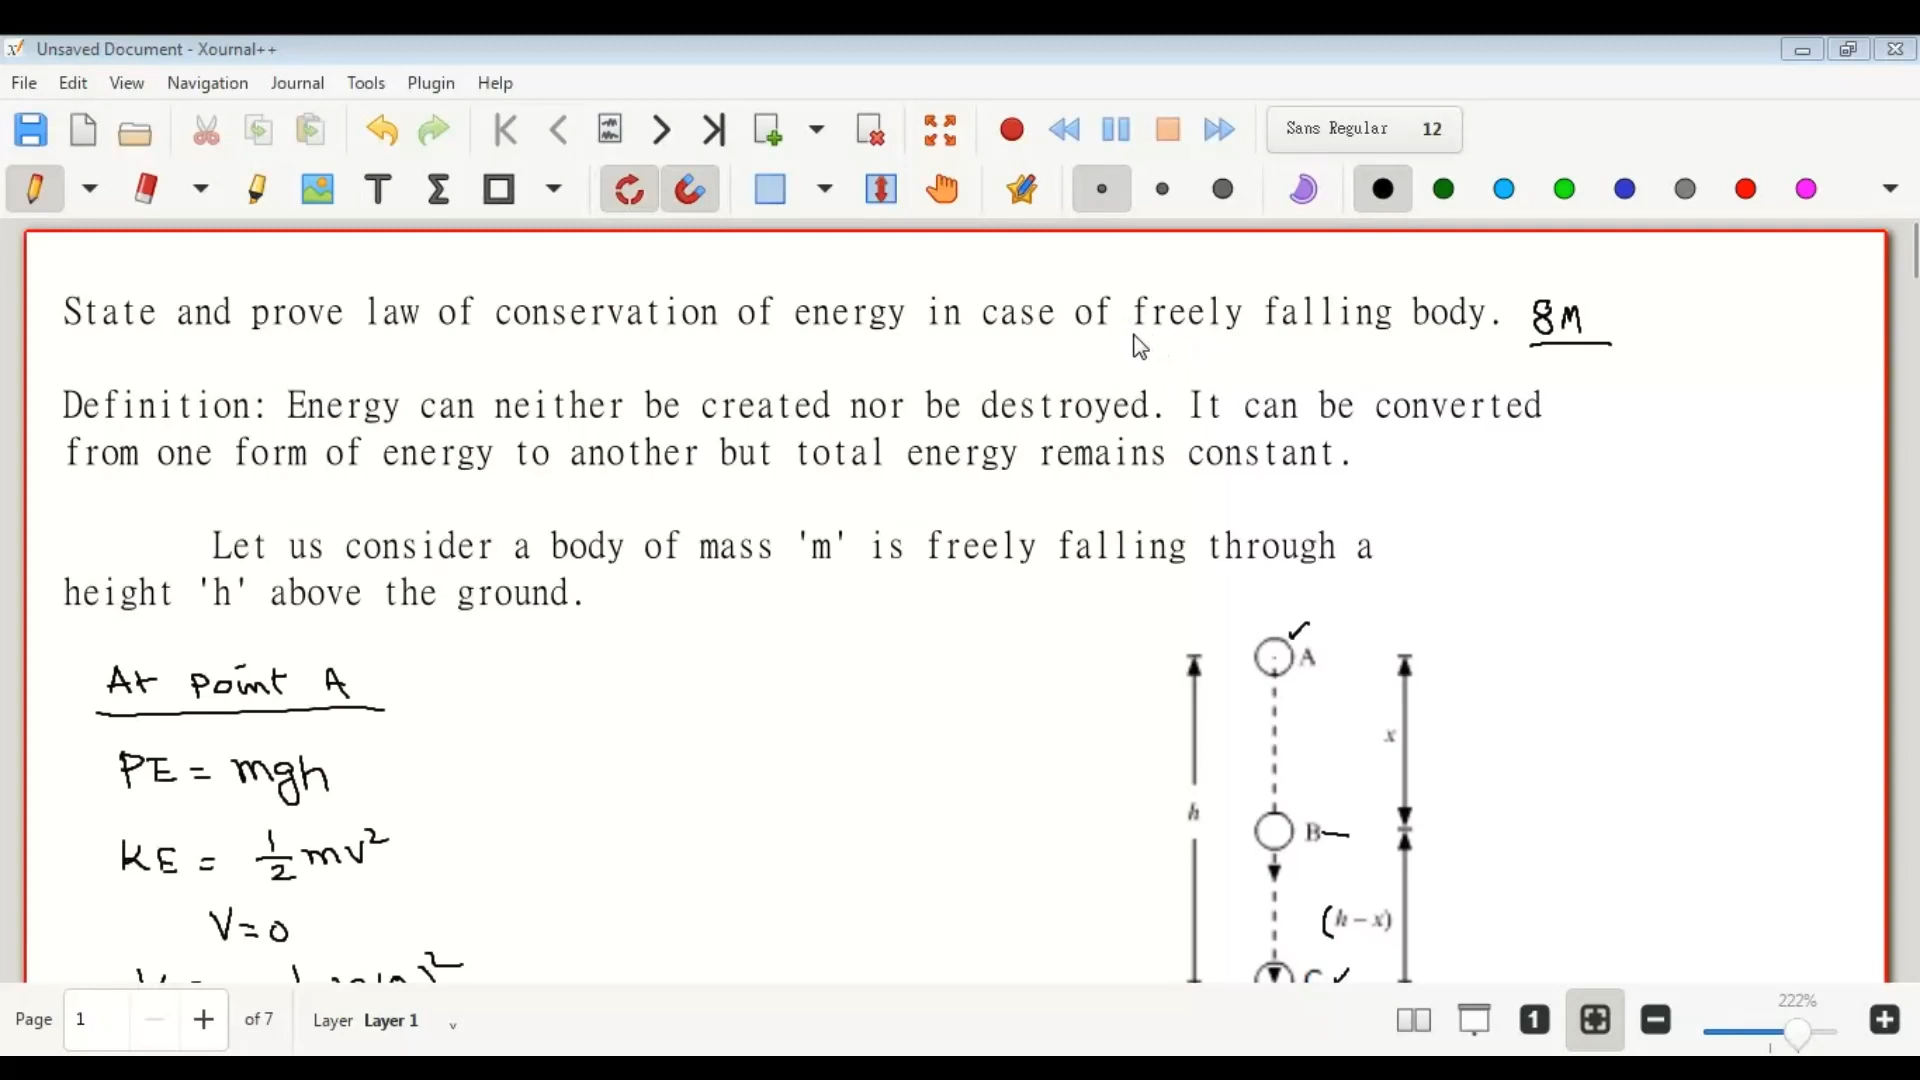 Unsaved Document - Xournal++
File Edit View Navigation Journal Tools Plugin Help
Sans Regular 12
State and prove law of conservation of energy in case of freely falling body. 8M
Definition: Energy can neither be created nor be destroyed. It can be converted
from one form of energy to another but total energy remains constant.
Let us consider a body of mass 'm' is freely falling through a
height 'h' above the ground.
At point A
PE = mgh
KE = 1/2 mv²
V=0
A
x
h
B
(h-x)
C
Page 1 of 7 Layer Layer 1
222%